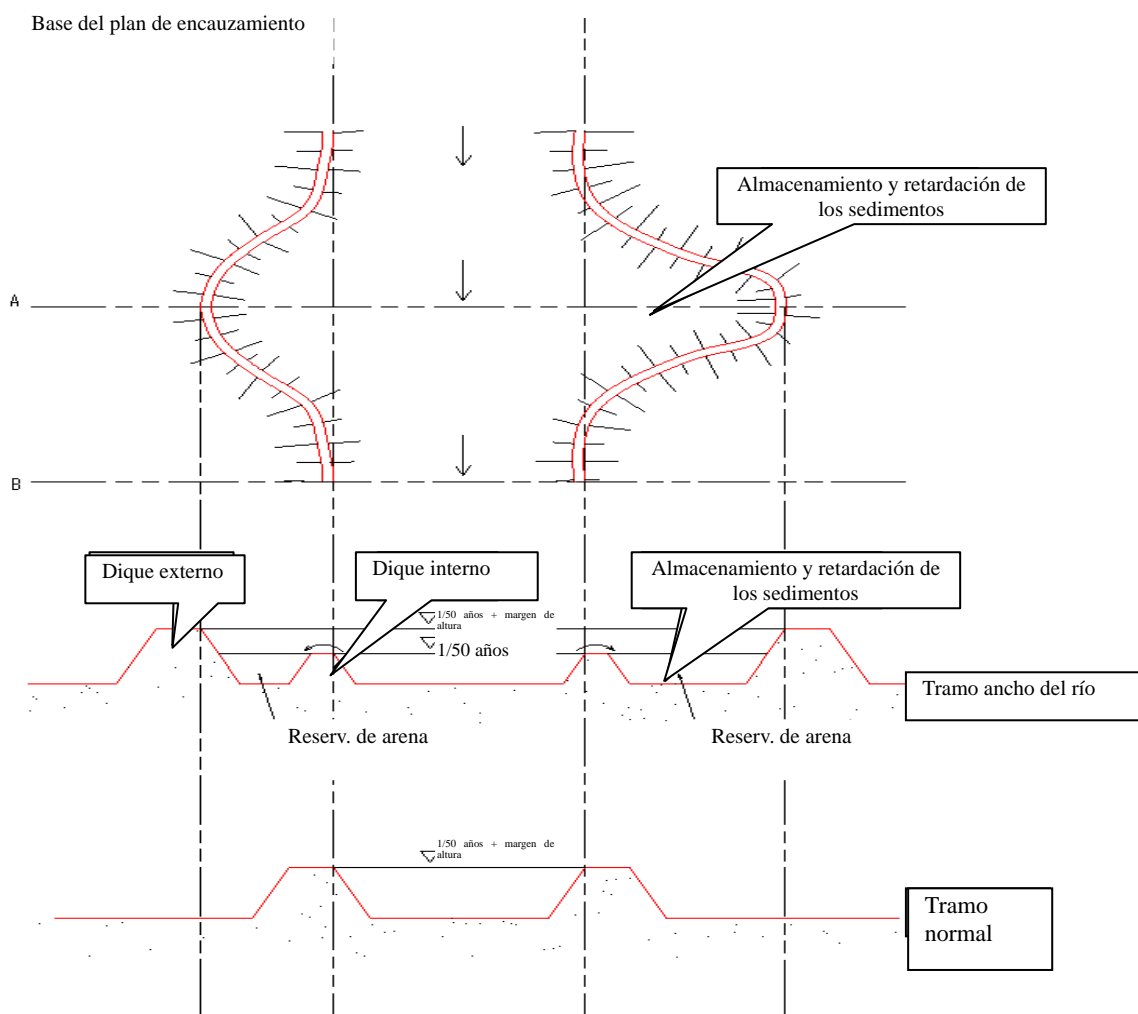 Base del plan de encauzamiento
Almacenamiento y retardación de
los sedimentos
A
B
Dique externo
Dique interno
Almacenamiento y retardación de
los sedimentos
1/50 años + margen de
altura
1/50 años
Tramo ancho del río
Reserv. de arena
Reserv. de arena
1/50 años + margen de
altura
Tramo
normal